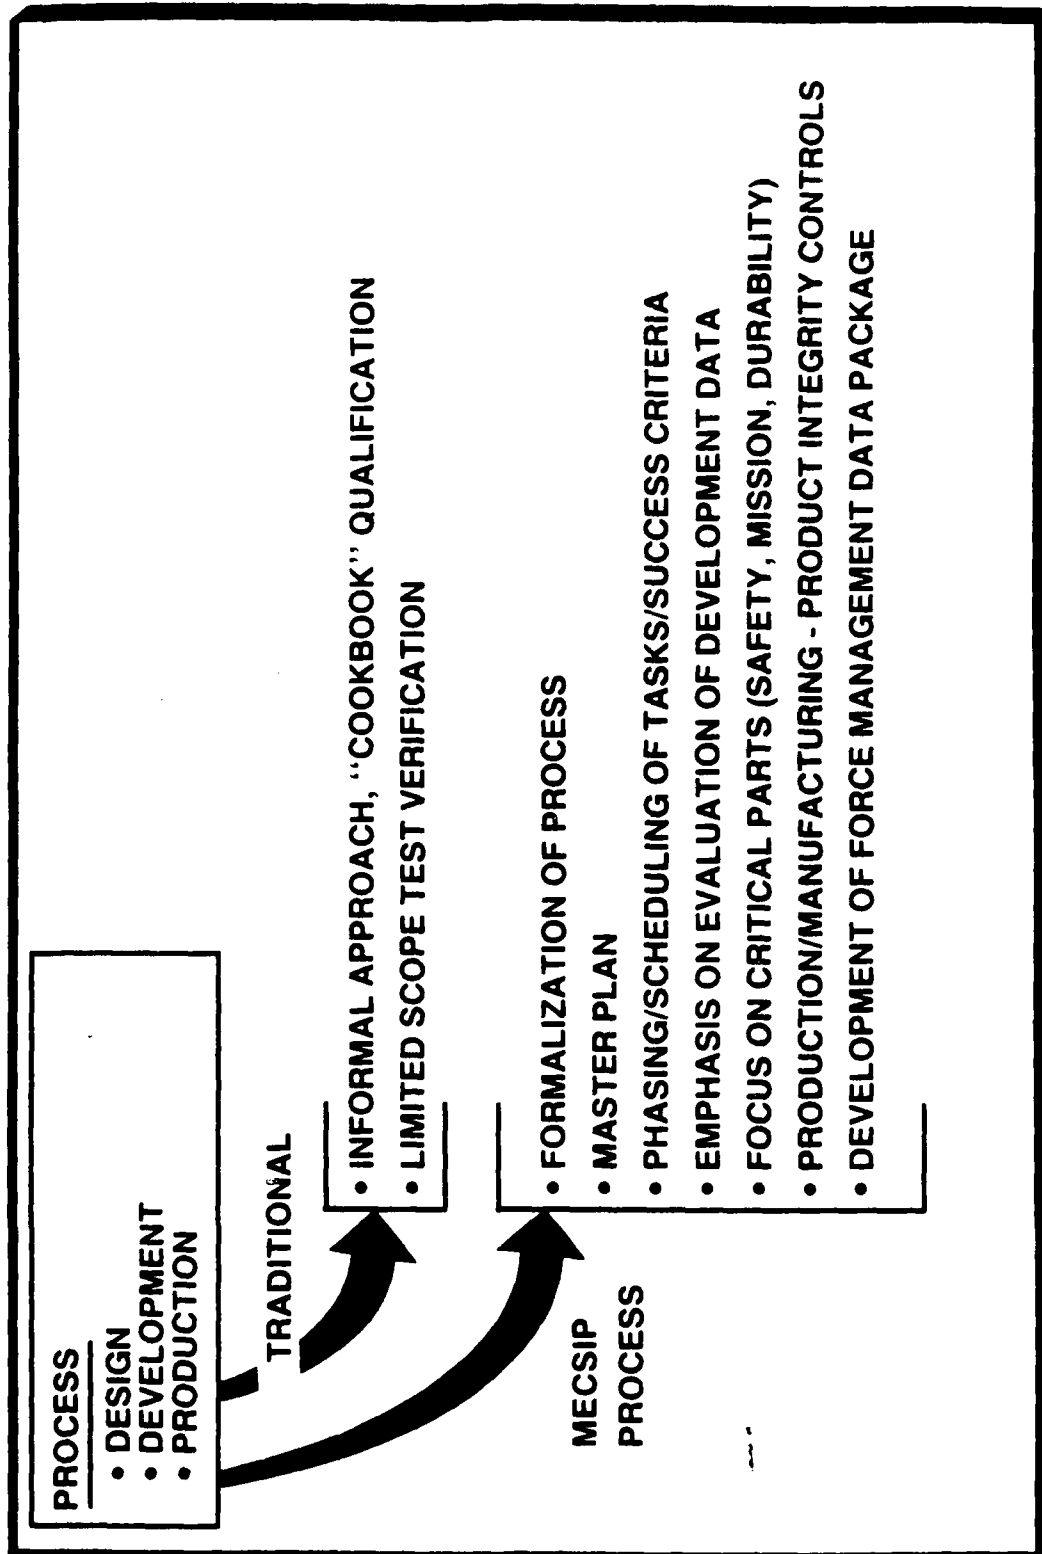 PROCESS
• DESIGN
• DEVELOPMENT
• PRODUCTION
TRADITIONAL
• INFORMAL APPROACH, "COOKBOOK" QUALIFICATION
• LIMITED SCOPE TEST VERIFICATION
MECSIP
PROCESS
• FORMALIZATION OF PROCESS
• MASTER PLAN
• PHASING/SCHEDULING OF TASKS/SUCCESS CRITERIA
• EMPHASIS ON EVALUATION OF DEVELOPMENT DATA
• FOCUS ON CRITICAL PARTS (SAFETY, MISSION, DURABILITY)
• PRODUCTION/MANUFACTURING - PRODUCT INTEGRITY CONTROLS
• DEVELOPMENT OF FORCE MANAGEMENT DATA PACKAGE